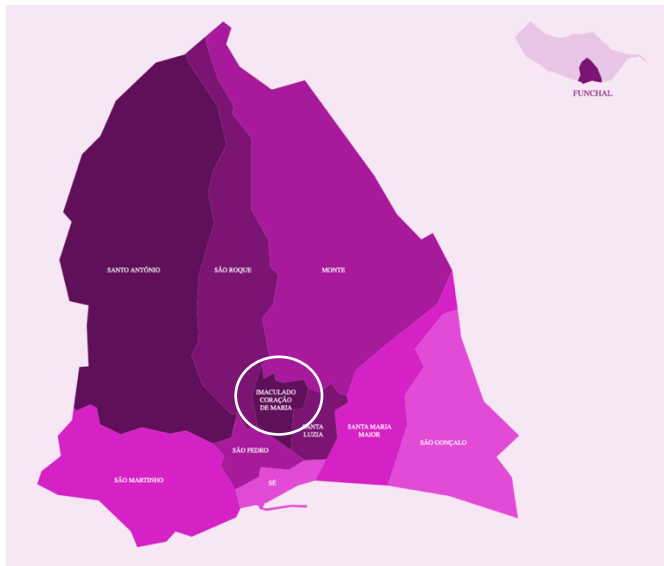 FUNCHAL
SANTO ANTÓNIO
SÃO ROQUE
MONTE
IMACULADO
CORAÇÃO
DE MARIA
SANTA
LUZIA
SANTA MARIA
MAIOR
SÃO GONÇALO
SÃO PEDRO
SÃO MARTINHO
SÉ